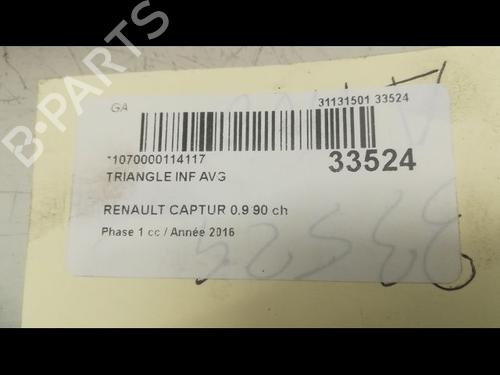 GA
31131501 33524
*1070000114117
33524
TRIANGLE INF AVG
RENAULT CAPTUR 0.9 90 ch
Phase 1 cc / Année 2016
B-PARTS